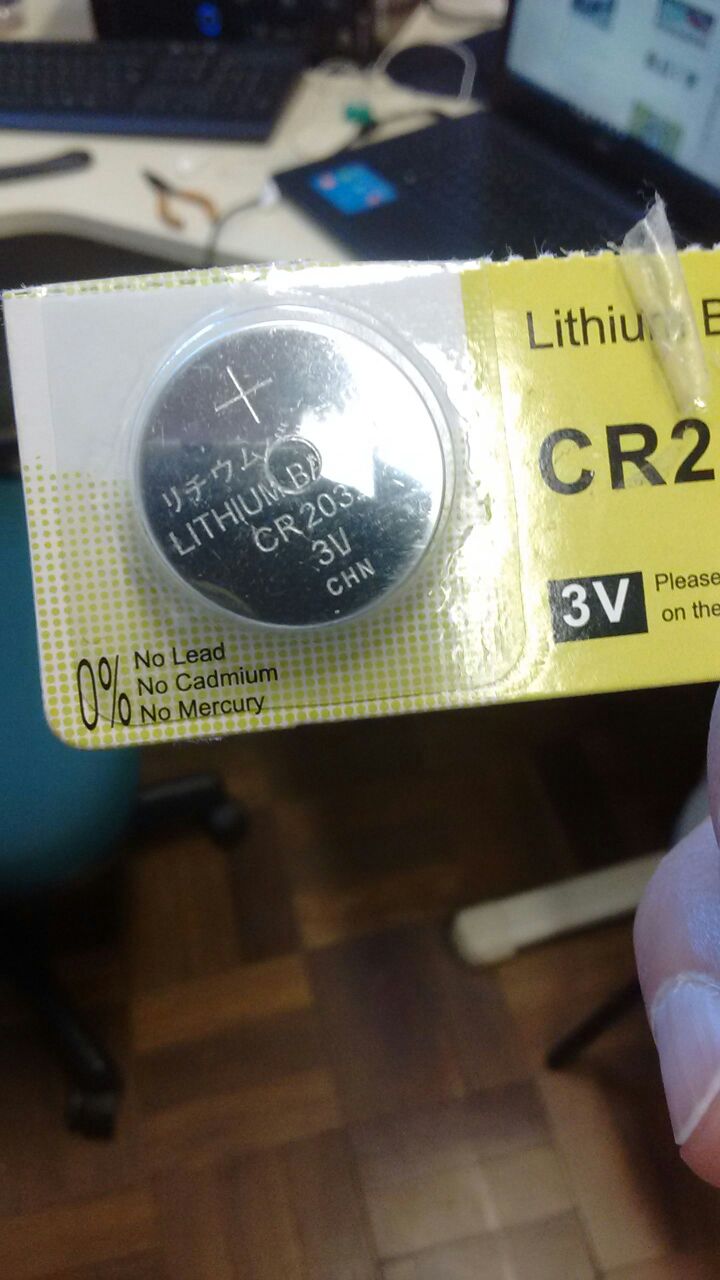 +
リチウム
LITHIUM BA
CR203
3V
CHN
Lithiu
CR2
3V
Please
on the
0%
No Lead
No Cadmium
No Mercury